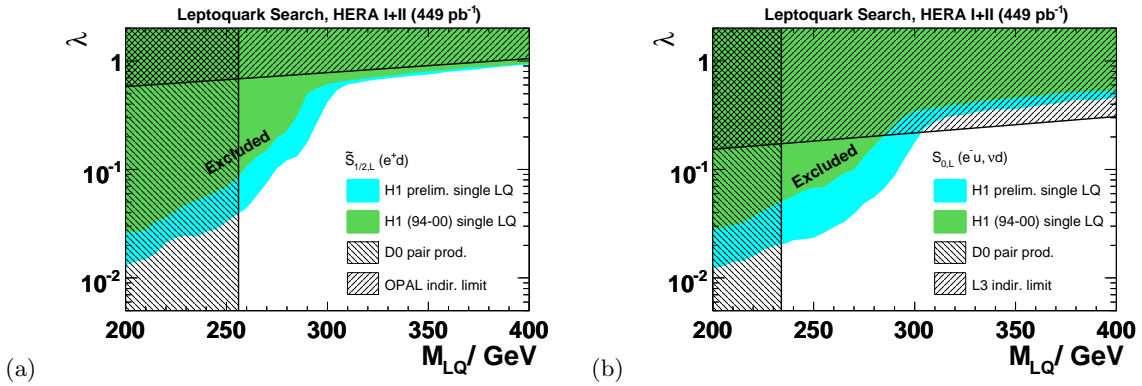 Leptoquark Search, HERA I+II (449 pb⁻¹)
λ
1
10⁻¹
10⁻²
Excluded
S̃1/2,L (e⁺d)
H1 prelim. single LQ
H1 (94-00) single LQ
D0 pair prod.
OPAL indir. limit
200 250 300 350 400
M_LQ/ GeV
(a)
Leptoquark Search, HERA I+II (449 pb⁻¹)
λ
1
10⁻¹
10⁻²
Excluded
S0,L (e⁻u, νd)
H1 prelim. single LQ
H1 (94-00) single LQ
D0 pair prod.
L3 indir. limit
200 250 300 350 400
M_LQ/ GeV
(b)